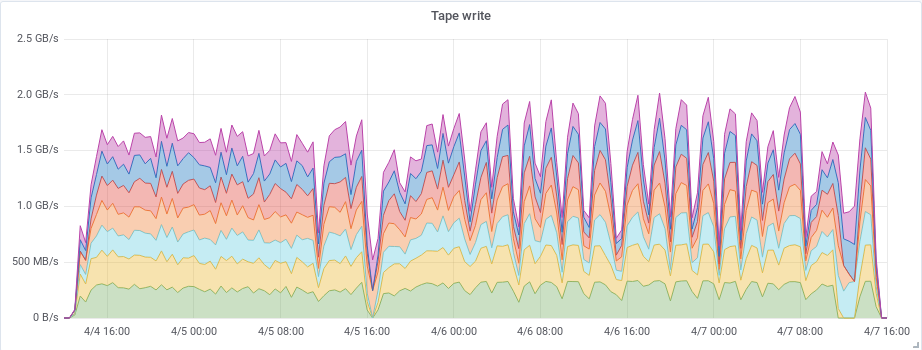 Tape write
2.5 GB/s
2.0 GB/s
1.5 GB/s
1.0 GB/s
500 MB/s
0 B/s
4/4 16:00 4/5 00:00 4/5 08:00 4/5 16:00 4/6 00:00 4/6 08:00 4/6 16:00 4/7 00:00 4/7 08:00 4/7 16:00